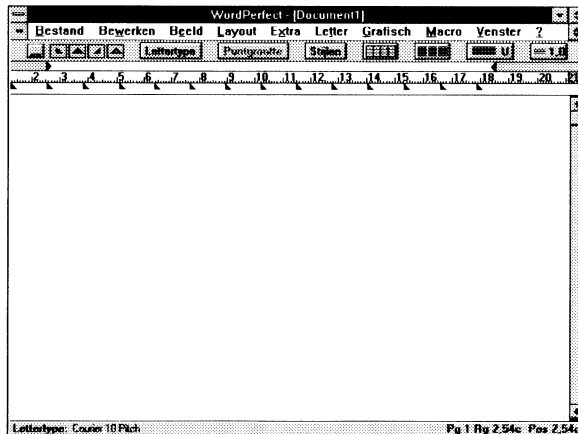 WordPerfect - [Document1]
Bestand Bewerken Beeld Layout Extra Letter Grafisch Macro Venster ?
Lettertype Puntgrootte Stijlen U 1,0
2 3 4 5 6 7 8 9 10 11 12 13 14 15 16 17 18 19 20 21
Lettertype: Courier 10 Pitch Pg 1 Rg 2,54c Pos 2,54c